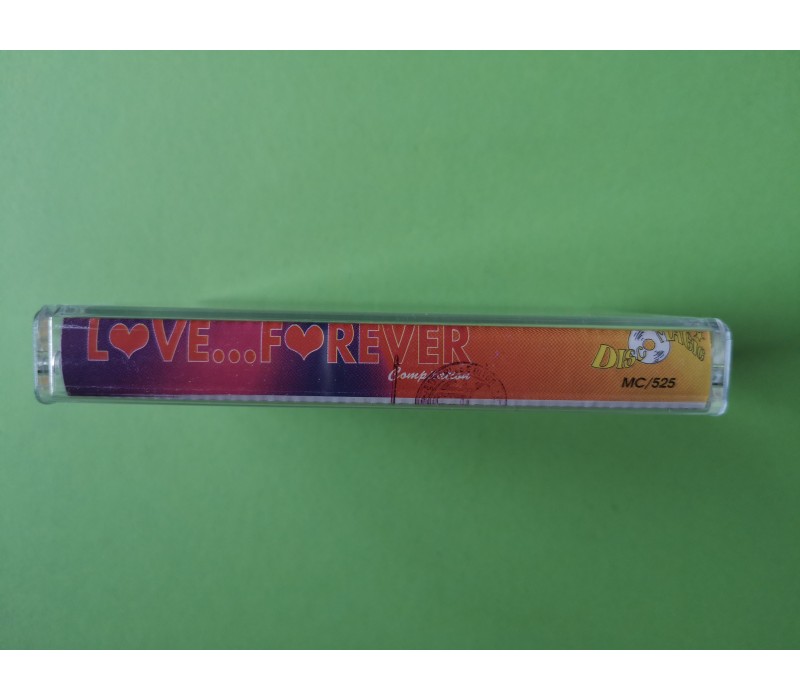 LOVE...FOREVER
Compilation
DISCO
MC/525